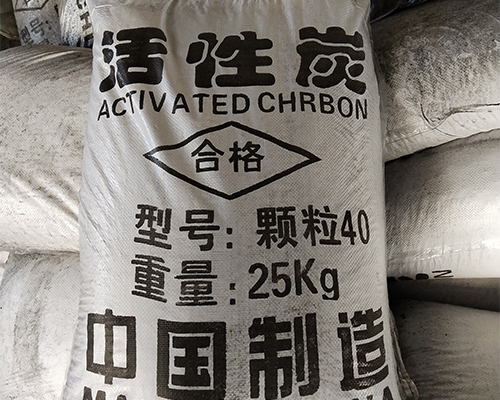 活性炭
ACTIVATED CHRBON
合格
型号：颗粒40
重量：25Kg
中国制造